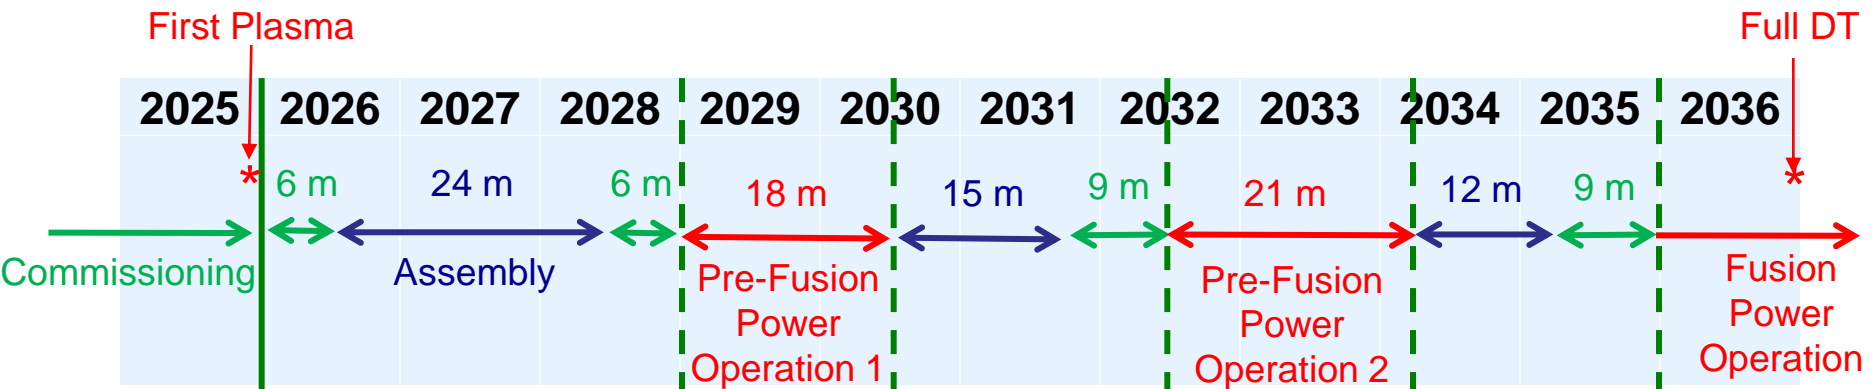 First Plasma
Full DT
2025 2026 2027 2028 2029 2030 2031 2032 2033 2034 2035 2036
* 6 m 24 m 6 m 18 m 15 m 9 m 21 m 12 m 9 m *
Commissioning
Assembly
Pre-Fusion
Power
Operation 1
Pre-Fusion
Power
Operation 2
Fusion
Power
Operation